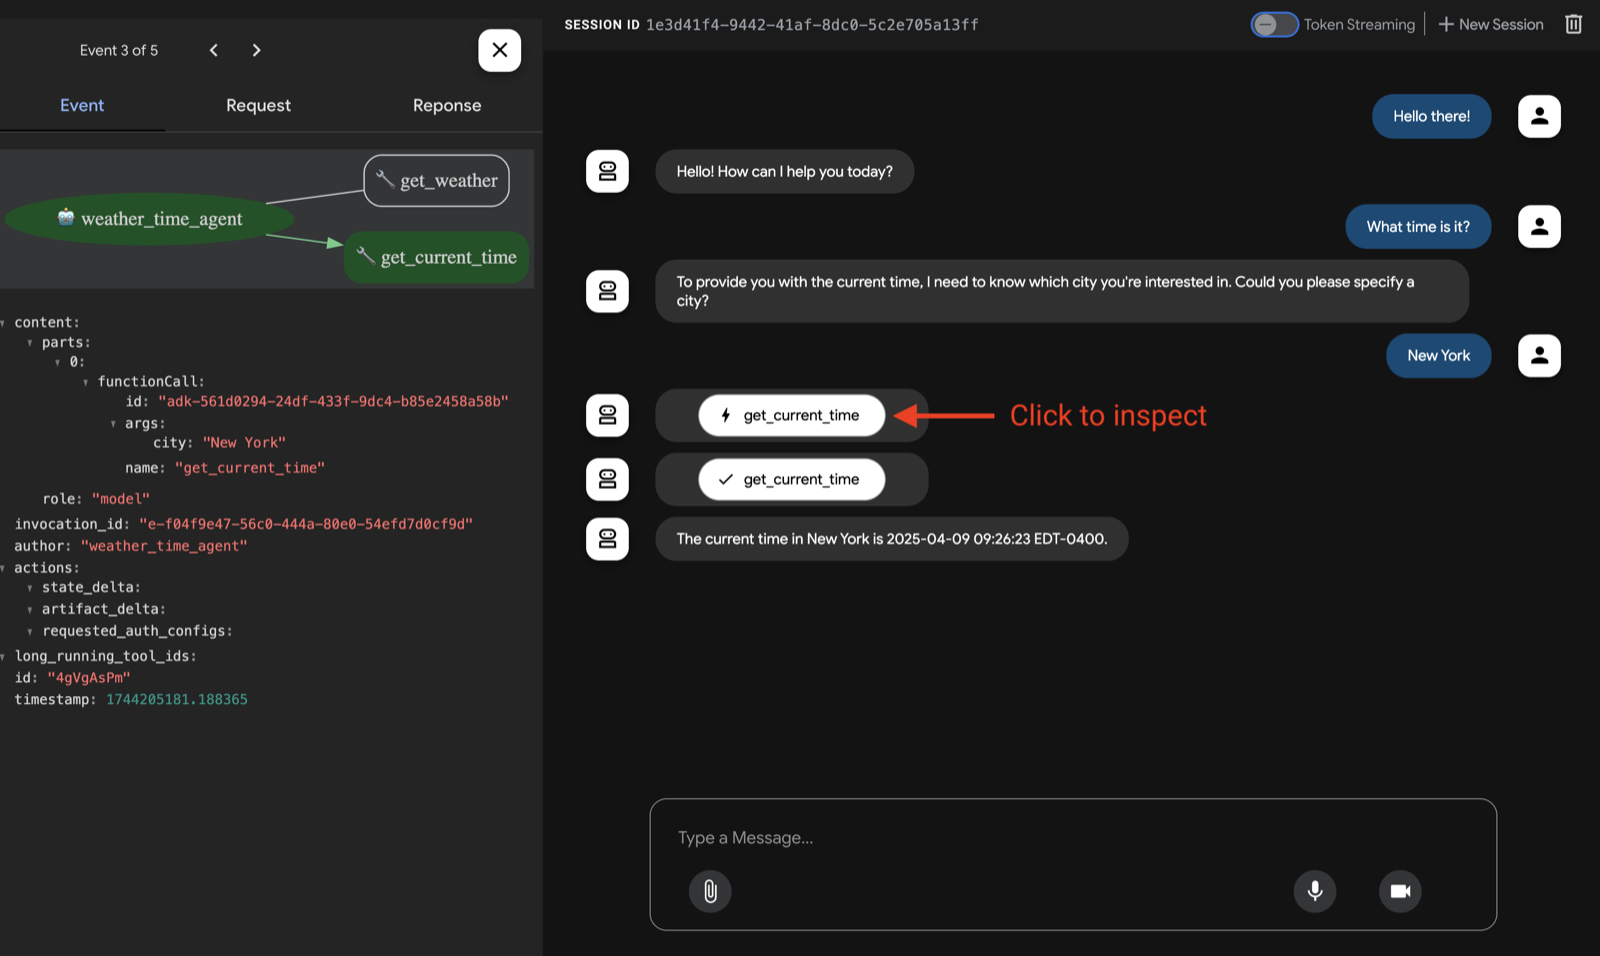 Event 3 of 5
Event
Request
Reponse
get_weather
weather_time_agent
get_current_time
content:
parts:
0:
functionCall:
id: "adk-561d0294-24df-433f-9dc4-b85e2458a58b"
args:
city: "New York"
name: "get_current_time"
role: "model"
invocation_id: "e-f04f9e47-56c0-444a-80e0-54efd7d0cf9d"
author: "weather_time_agent"
actions:
state_delta:
artifact_delta:
requested_auth_configs:
long_running_tool_ids:
id: "4gVgAsPm"
timestamp: 1744205181.188365
SESSION ID 1e3d41f4-9442-41af-8dc0-5c2e705a13ff
Token Streaming
New Session
Hello there!
Hello! How can I help you today?
What time is it?
To provide you with the current time, I need to know which city you're interested in. Could you please specify a
city?
New York
get_current_time
Click to inspect
get_current_time
The current time in New York is 2025-04-09 09:26:23 EDT-0400.
Type a Message...